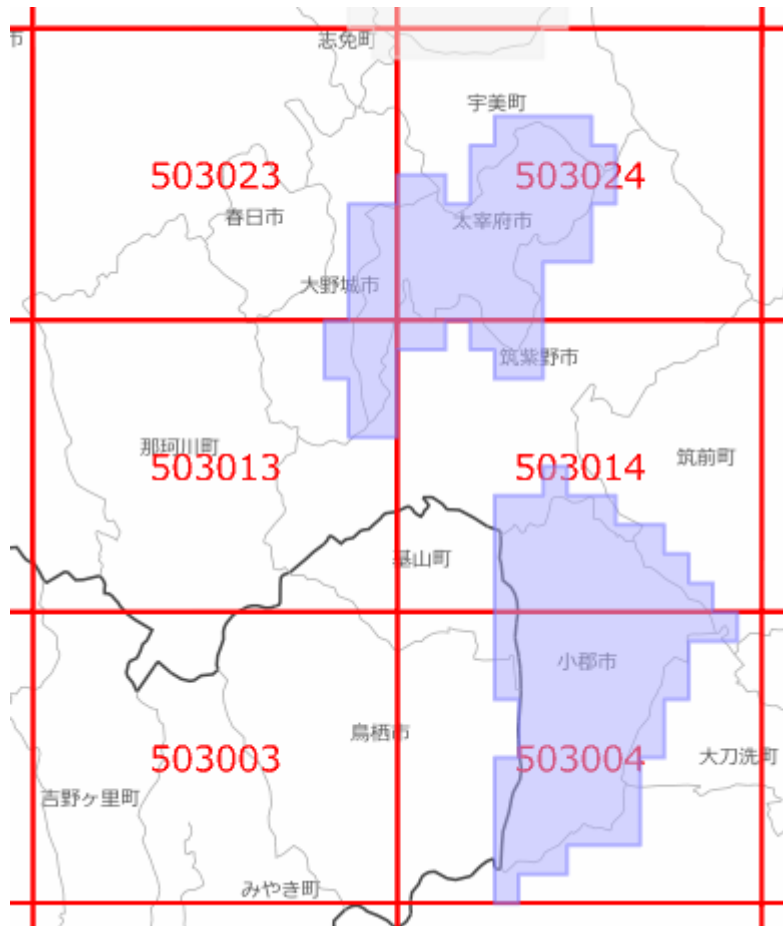 志免町
宇美町
503023
503024
春日市
太宰府市
大野城市
筑紫野市
那珂川町
筑前町
503013
503014
基山町
小郡市
鳥栖市
503003
503004
大刀洗町
吉野ヶ里町
みやき町